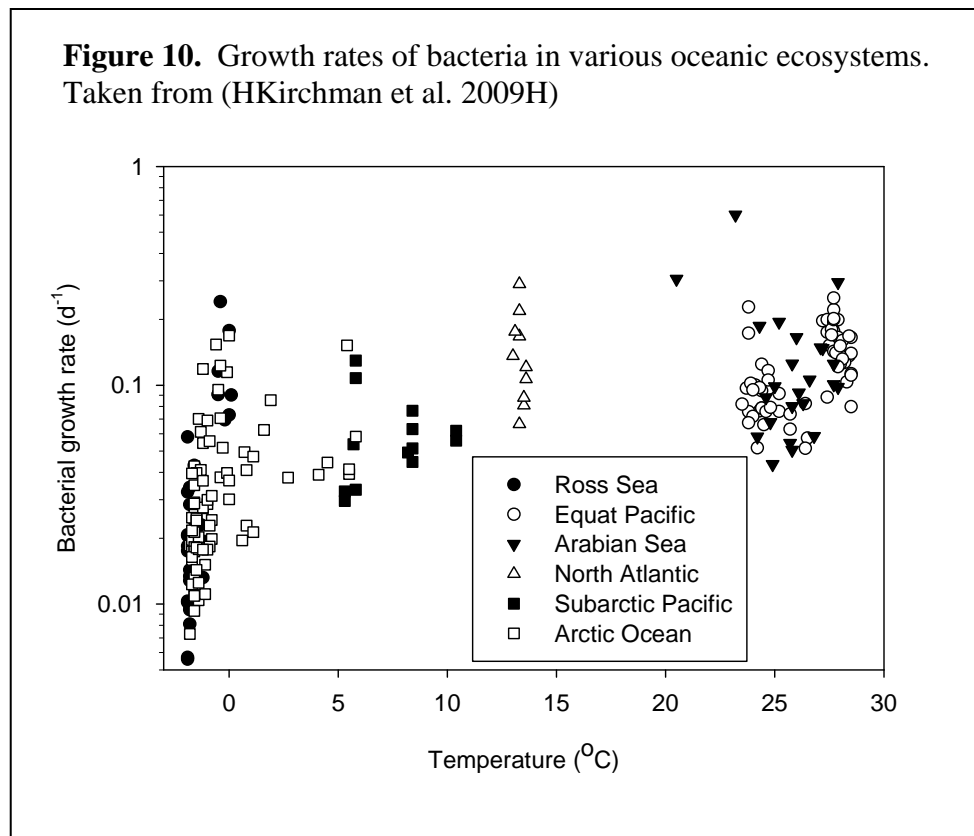 Figure 10. Growth rates of bacteria in various oceanic ecosystems.
Taken from (HKirchman et al. 2009H)
1
0.1
0.01
Bacterial growth rate (d⁻¹)
Ross Sea
Equat Pacific
Arabian Sea
North Atlantic
Subarctic Pacific
Arctic Ocean
0 5 10 15 20 25 30
Temperature (°C)